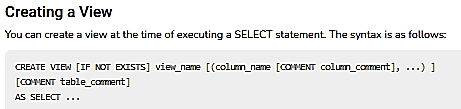 Creating a View
You can create a view at the time of executing a SELECT statement. The syntax is as follows:
CREATE VIEW [IF NOT EXISTS] view_name [(column_name [COMMENT column_comment], ...) ]
[COMMENT table_comment]
AS SELECT ...